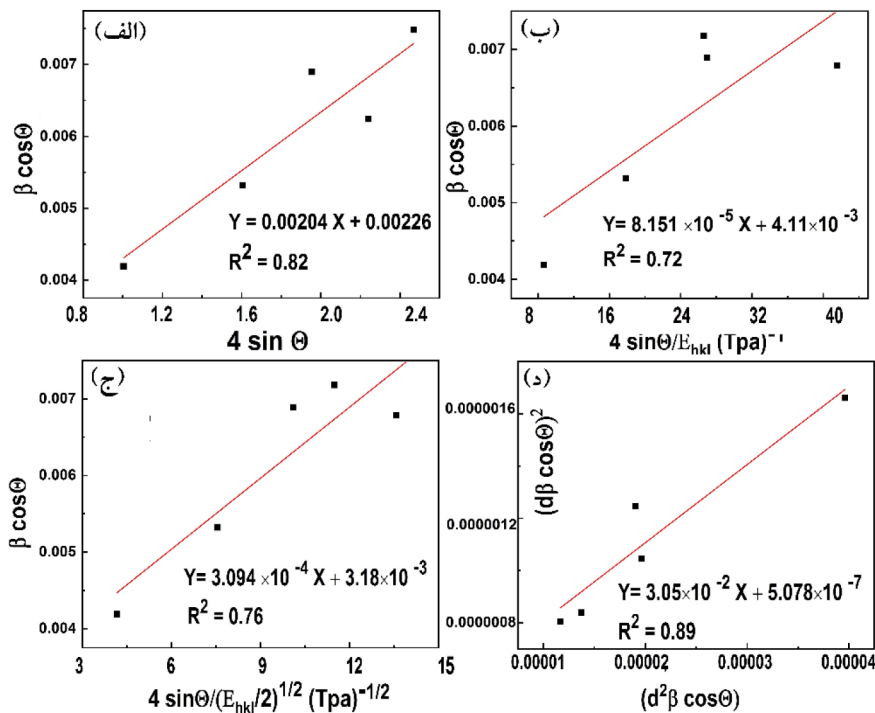 (الف)
0.007
0.006
0.005
0.004
β cosΘ
Y = 0.00204 X + 0.00226
R² = 0.82
0.8 1.2 1.6 2.0 2.4
4 sin Θ
(ب)
0.007
0.006
0.005
0.004
β cosΘ
Y= 8.151 ×10⁻⁵ X + 4.11×10⁻³
R² = 0.72
8 16 24 32 40
4 sinΘ/E_hkl (Tpa)⁻¹
(ج)
0.007
0.006
0.005
0.004
β cosΘ
Y= 3.094 ×10⁻⁴ X + 3.18×10⁻³
R² = 0.76
3 6 9 12 15
4 sinΘ/(E_hkl/2)^1/2 (Tpa)^-1/2
(د)
0.0000016
0.0000012
0.0000008
(dβ cosΘ)²
Y= 3.05×10⁻² X + 5.078×10⁻⁷
R² = 0.89
0.00001 0.00002 0.00003 0.00004
(d²β cosΘ)